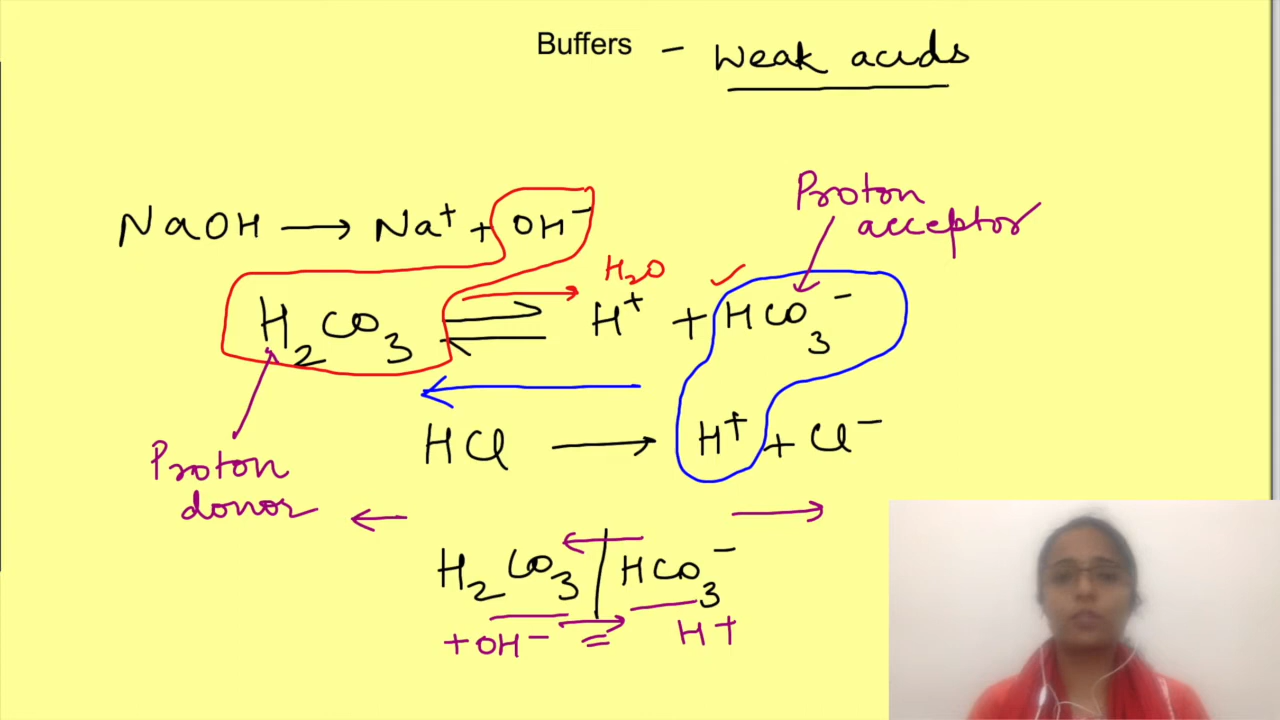 Buffers - Weak acids
Proton
acceptor
NaOH ⟶ Na⁺ + OH⁻
H₂O
H₂CO₃ ⇌ H⁺ + HCO₃⁻
HCl ⟶ H⁺ + Cl⁻
Proton
donor
H₂CO₃ | HCO₃⁻
+OH⁻ = H+